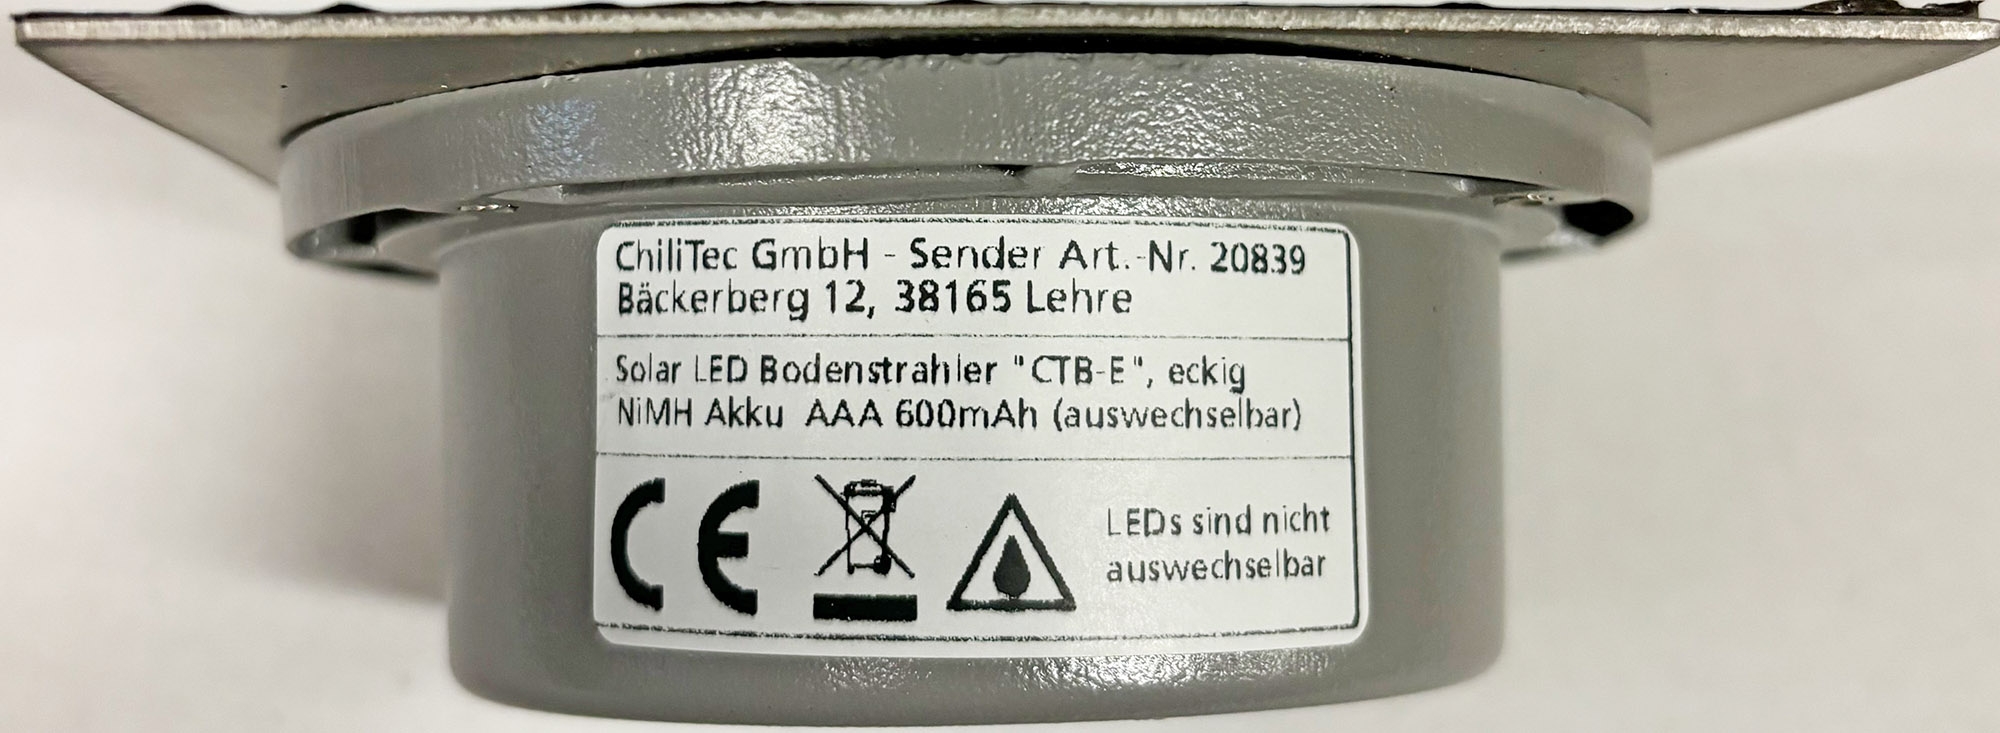 ChiliTec GmbH - Sender Art.-Nr. 20839
Bäckerberg 12, 38165 Lehre
Solar LED Bodenstrahler "CTB-E", eckig
NiMH Akku AAA 600mAh (auswechselbar)
CE
LEDs sind nicht
auswechselbar